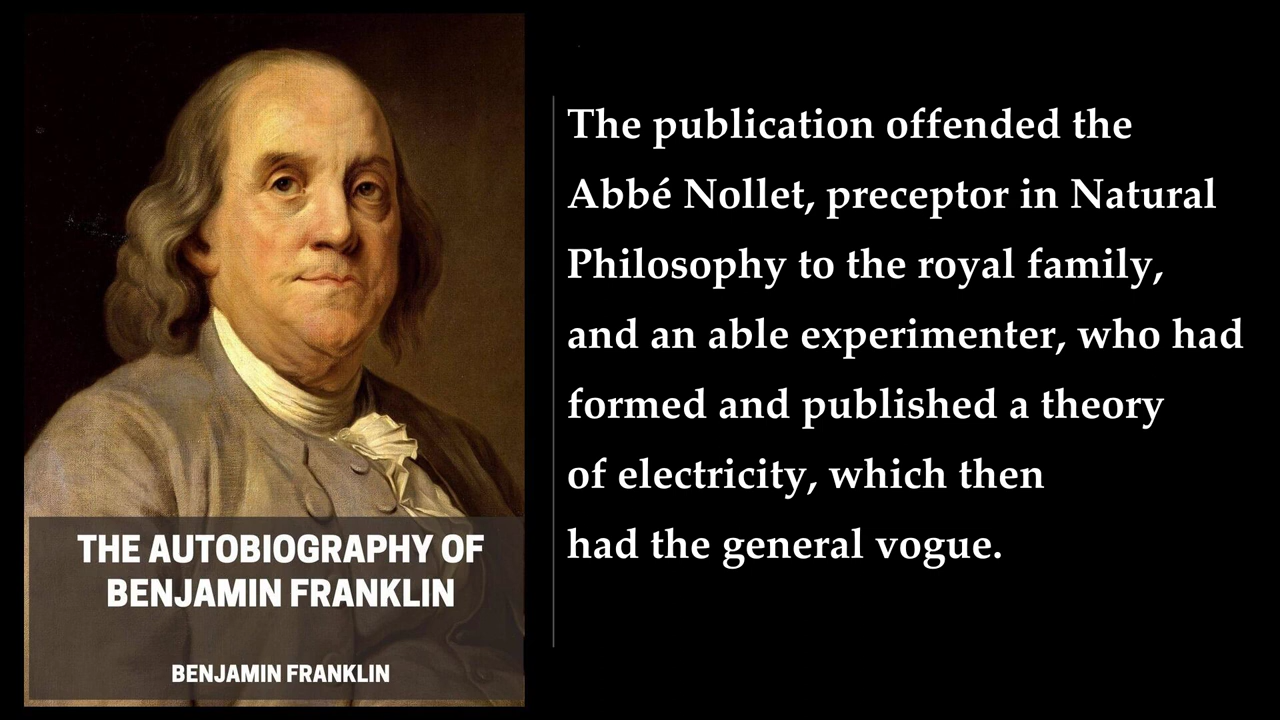 THE AUTOBIOGRAPHY OF
BENJAMIN FRANKLIN
BENJAMIN FRANKLIN
The publication offended the
Abbé Nollet, preceptor in Natural
Philosophy to the royal family,
and an able experimenter, who had
formed and published a theory
of electricity, which then
had the general vogue.